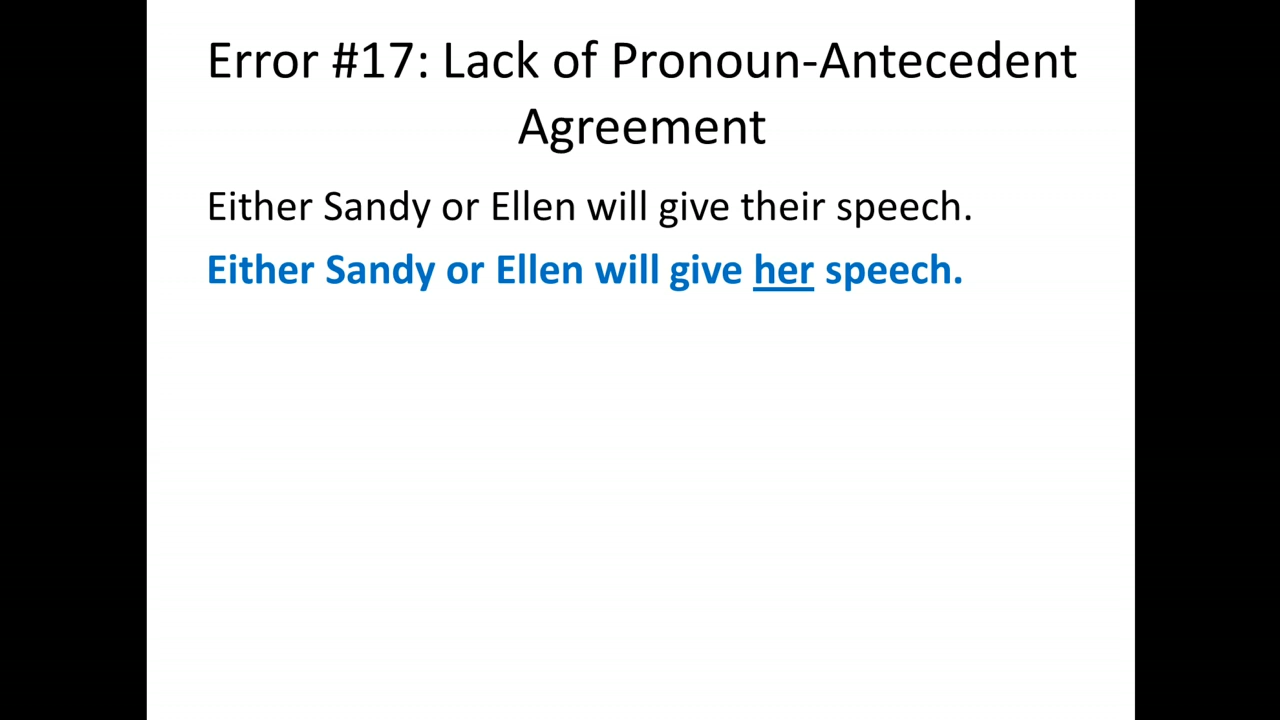 Error #17: Lack of Pronoun-Antecedent
Agreement
Either Sandy or Ellen will give their speech.
Either Sandy or Ellen will give her speech.